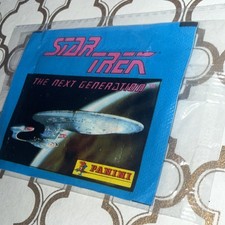 STAR
TREK
THE NEXT GENERATION
PANINI